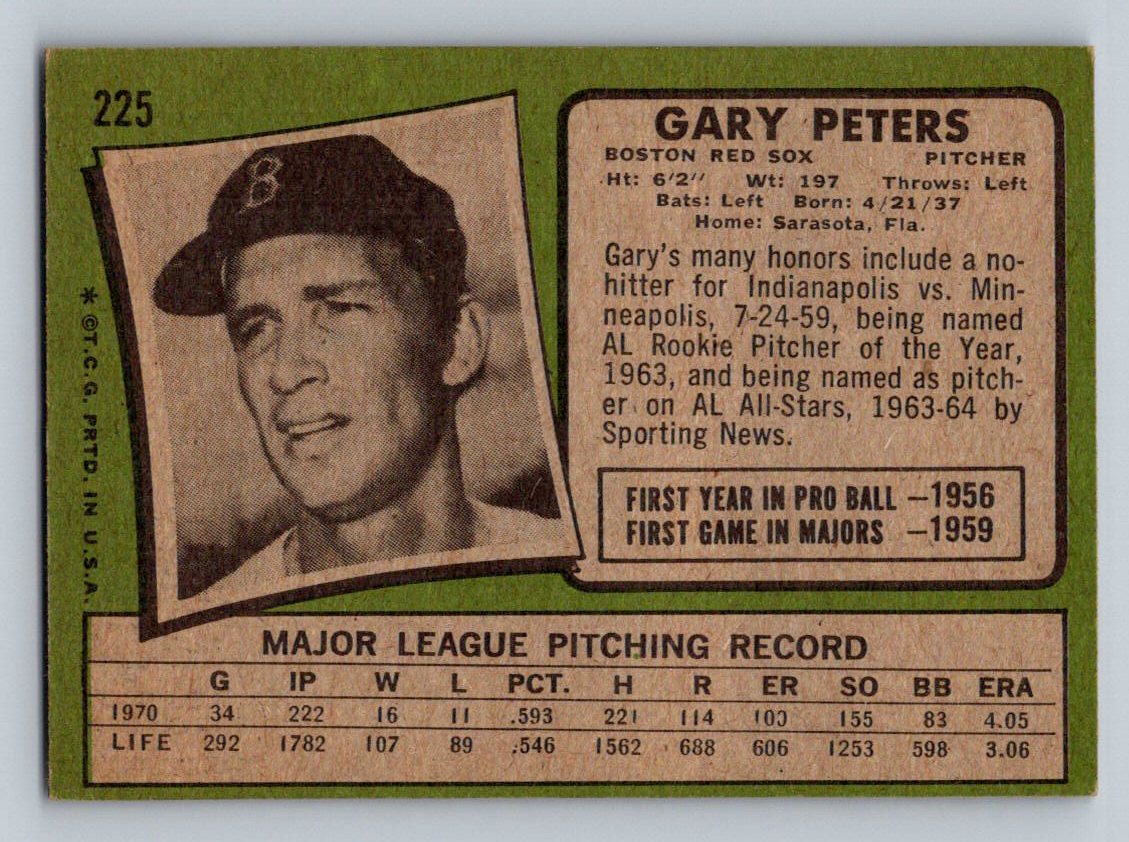 225
B
* ©T.C.G. PRTD. IN U.S.A.
GARY PETERS
BOSTON RED SOX PITCHER
Ht: 6'2" Wt: 197 Throws: Left
Bats: Left Born: 4/21/37
Home: Sarasota, Fla.
Gary's many honors include a no-
hitter for Indianapolis vs. Min-
neapolis, 7-24-59, being named
AL Rookie Pitcher of the Year,
1963, and being named as pitch-
er on AL All-Stars, 1963-64 by
Sporting News.
FIRST YEAR IN PRO BALL —1956
FIRST GAME IN MAJORS —1959
MAJOR LEAGUE PITCHING RECORD
G IP W L PCT. H R ER SO BB ERA
1970 34 222 16 11 .593 221 114 100 155 83 4.05
LIFE 292 1782 107 89 .546 1562 688 606 1253 598 3.06